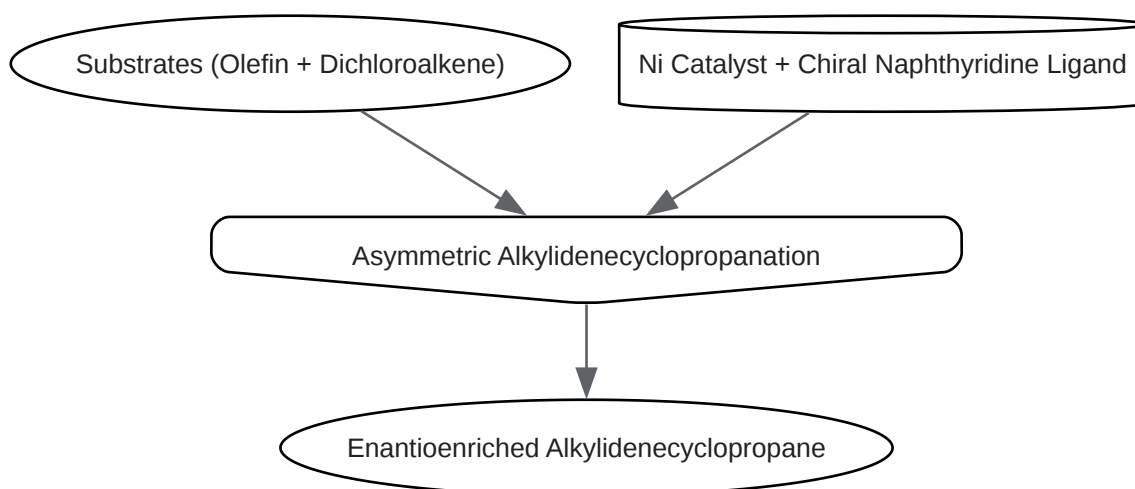 Substrates (Olefin + Dichloroalkene)
Ni Catalyst + Chiral Naphthyridine Ligand
Asymmetric Alkylidenecyclopropanation
Enantioenriched Alkylidenecyclopropane